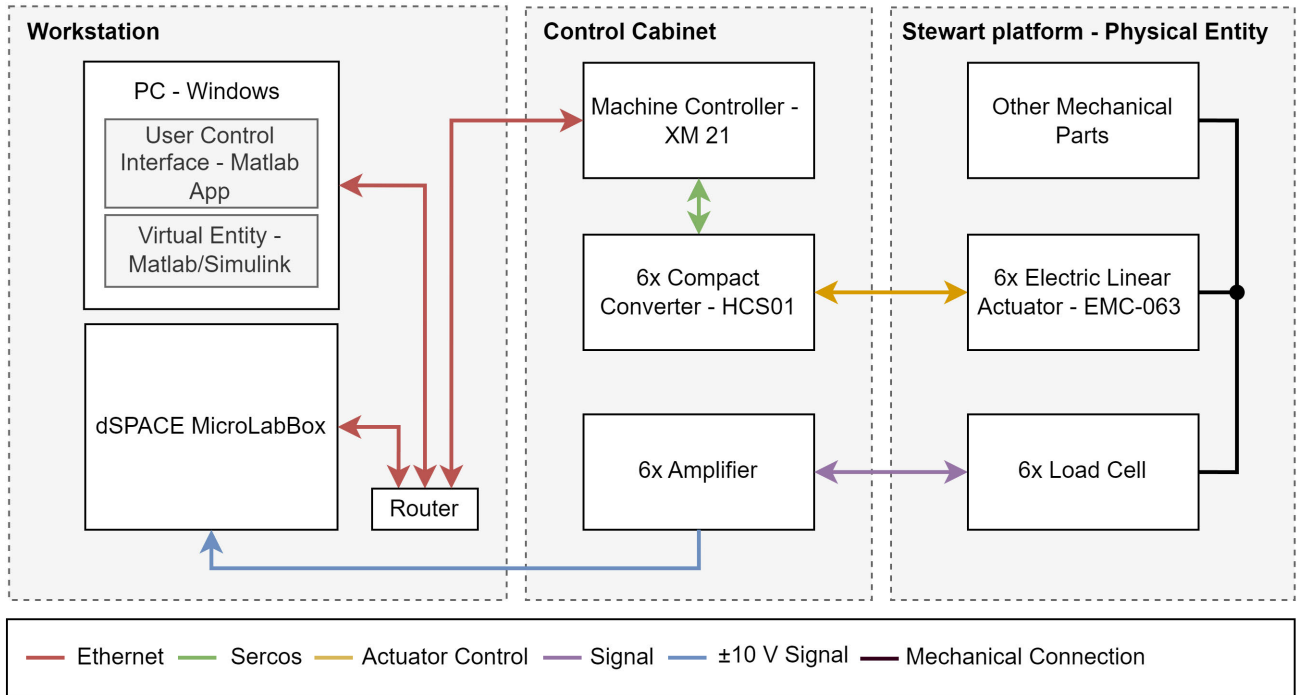 Workstation
PC - Windows
User Control
Interface - Matlab
App
Virtual Entity -
Matlab/Simulink
dSPACE MicroLabBox
Router
Control Cabinet
Machine Controller -
XM 21
6x Compact
Converter - HCS01
6x Amplifier
Stewart platform - Physical Entity
Other Mechanical
Parts
6x Electric Linear
Actuator - EMC-063
6x Load Cell
Ethernet
Sercos
Actuator Control
Signal
±10 V Signal
Mechanical Connection